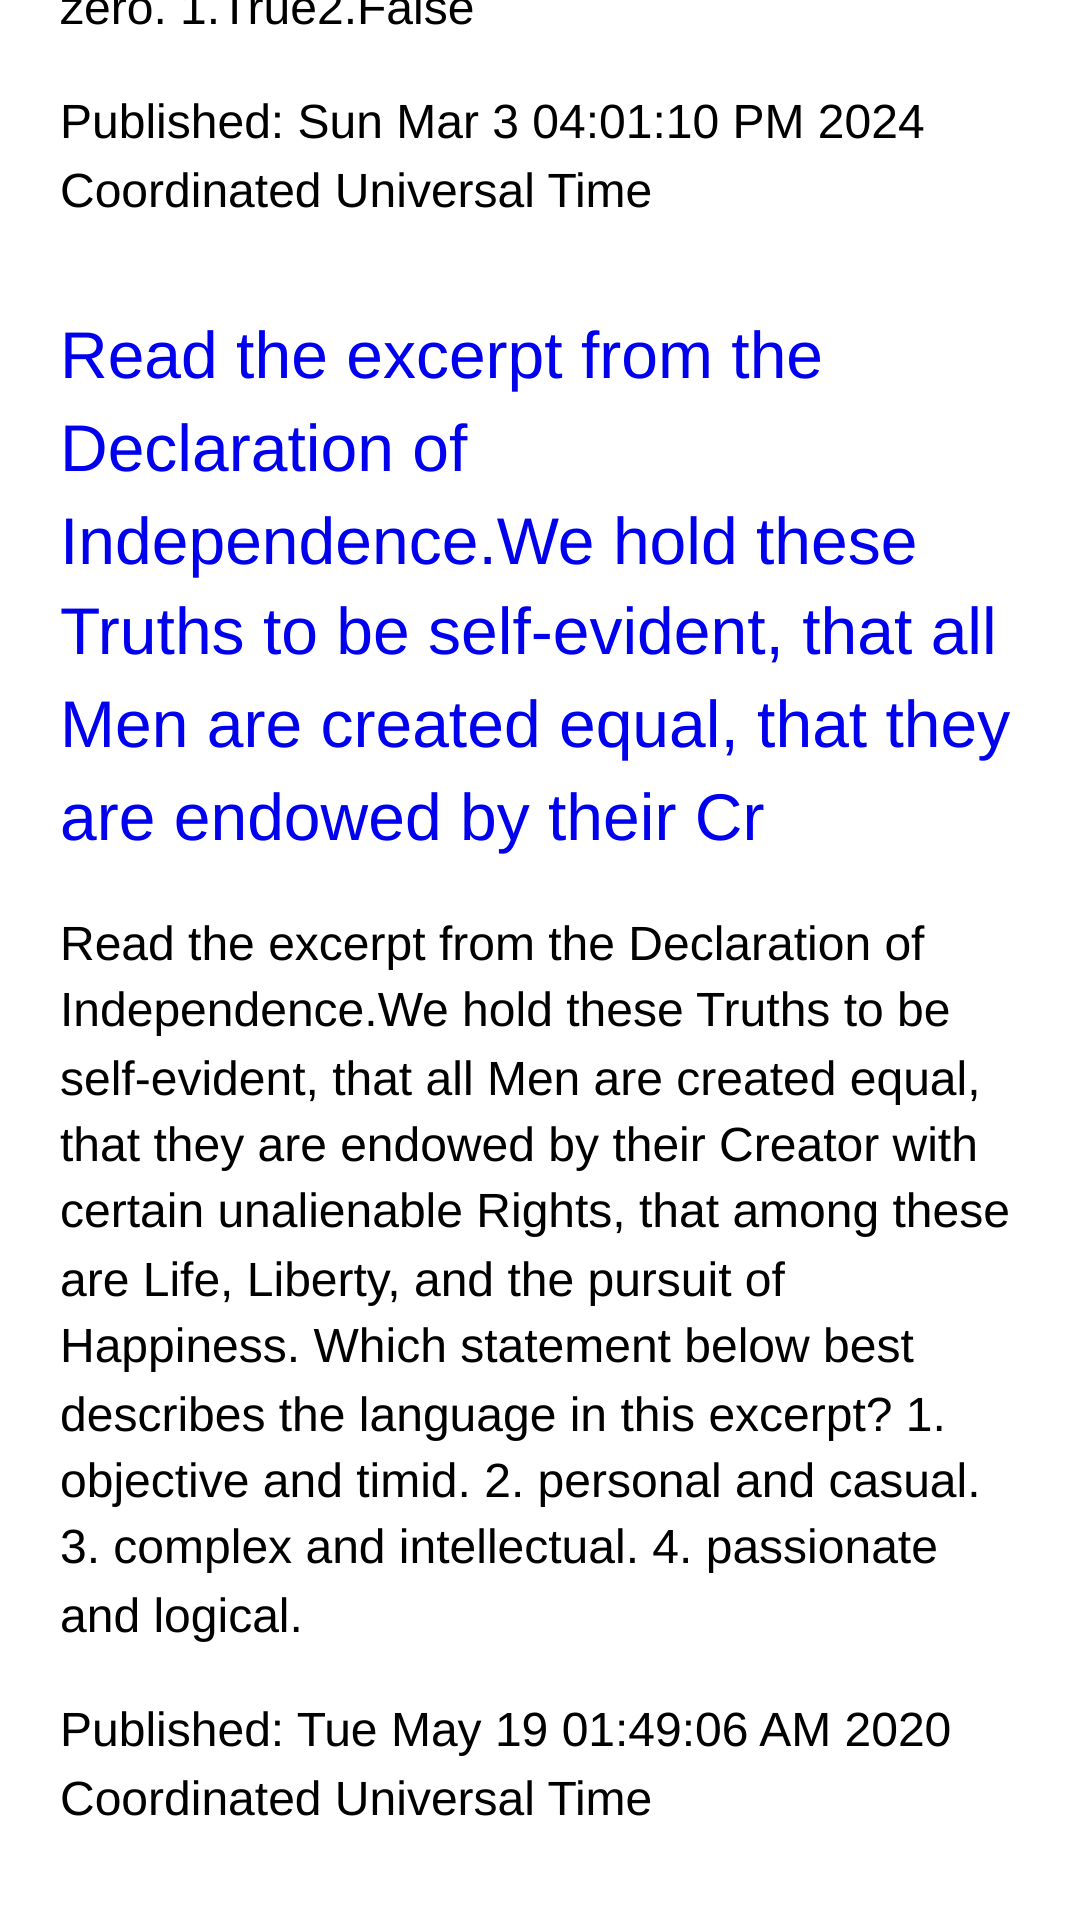 zero. 1.True2.False
Published: Sun Mar 3 04:01:10 PM 2024
Coordinated Universal Time
Read the excerpt from the
Declaration of
Independence.We hold these
Truths to be self-evident, that all
Men are created equal, that they
are endowed by their Cr
Read the excerpt from the Declaration of
Independence.We hold these Truths to be
self-evident, that all Men are created equal,
that they are endowed by their Creator with
certain unalienable Rights, that among these
are Life, Liberty, and the pursuit of
Happiness. Which statement below best
describes the language in this excerpt? 1.
objective and timid. 2. personal and casual.
3. complex and intellectual. 4. passionate
and logical.
Published: Tue May 19 01:49:06 AM 2020
Coordinated Universal Time